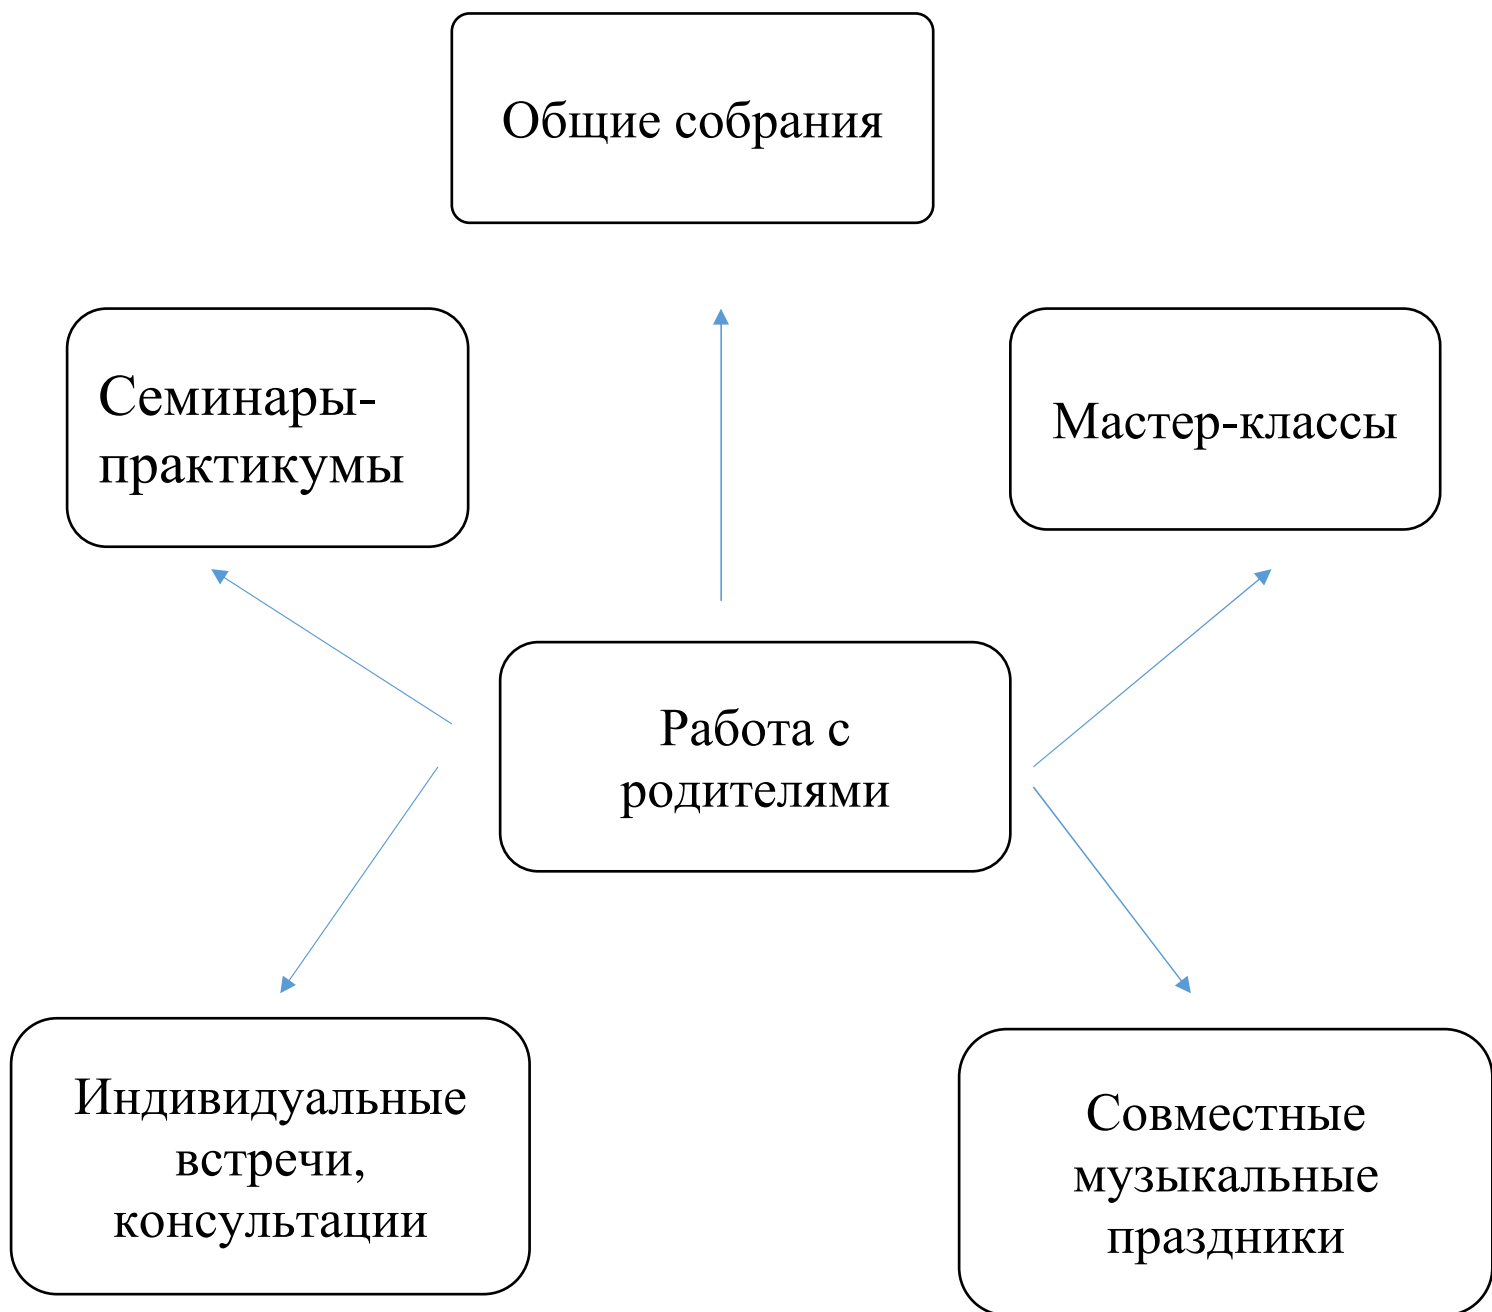 Общие собрания
Семинары-
практикумы
Мастер-классы
Работа с
родителями
Индивидуальные
встречи,
консультации
Совместные
музыкальные
праздники